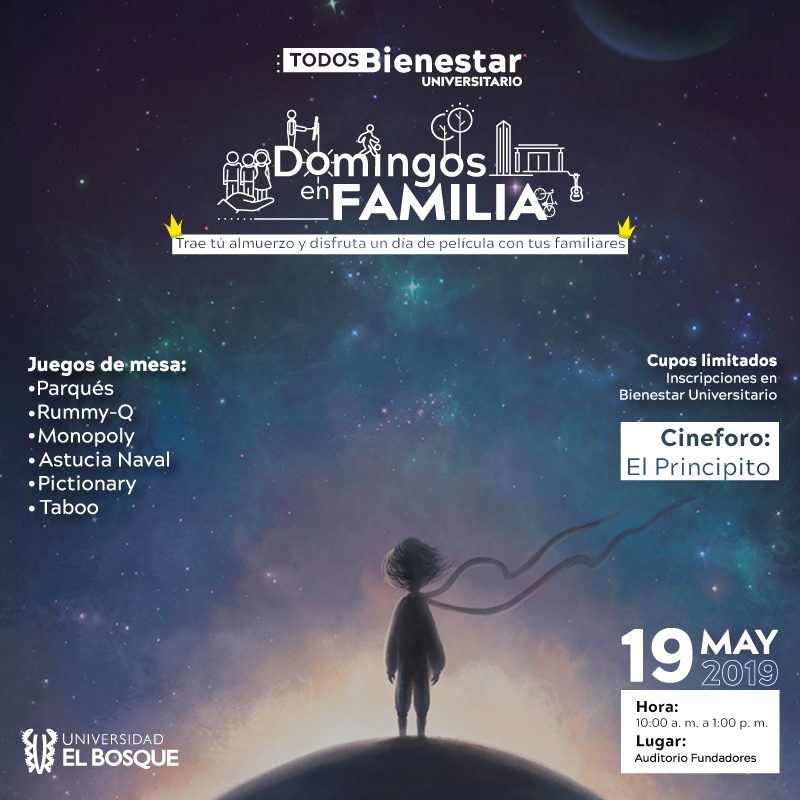 TODOS Bienestar
UNIVERSITARIO
Domingos
en FAMILIA
Trae tú almuerzo y disfruta un día de película con tus familiares
Juegos de mesa:
•Parqués
•Rummy-Q
•Monopoly
• Astucia Naval
•Pictionary
• Taboo
Cupos limitados
Inscripciones en
Bienestar Universitario
Cineforo:
El Principito
19 MAY
2019
Hora:
10:00 a. m. a 1:00 p. m.
Lugar:
Auditorio Fundadores
UNIVERSIDAD
EL BOSQUE